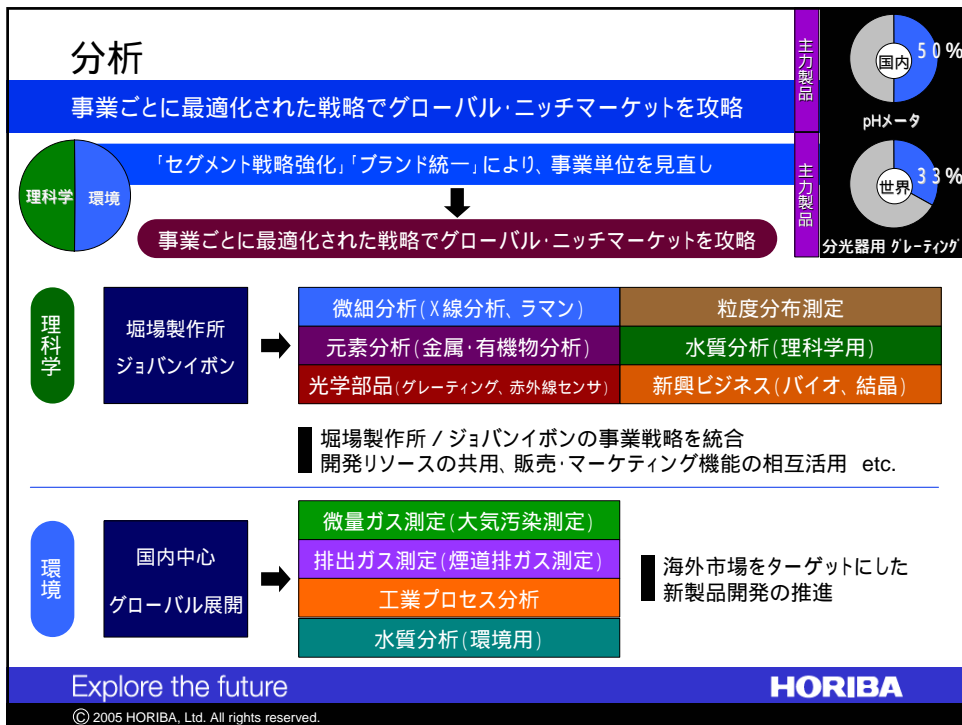 分析
事業ごとに最適化された戦略でグローバル・ニッチマーケットを攻略
主力製品
国内
50%
pHメータ
主力製品
世界
33%
分光器用 グレーティング
理科学
環境
「セグメント戦略強化」「ブランド統一」により、事業単位を見直し
事業ごとに最適化された戦略でグローバル・ニッチマーケットを攻略
理科学
堀場製作所
ジョバンイボン
微細分析(X線分析、ラマン)
粒度分布測定
元素分析(金属・有機物分析)
水質分析(理科学用)
光学部品(グレーティング、赤外線センサ)
新興ビジネス(バイオ、結晶)
堀場製作所 / ジョバンイボンの事業戦略を統合
開発リソースの共用、販売・マーケティング機能の相互活用 etc.
環境
国内中心
グローバル展開
微量ガス測定(大気汚染測定)
排出ガス測定(煙道排ガス測定)
工業プロセス分析
水質分析(環境用)
海外市場をターゲットにした
新製品開発の推進
Explore the future
HORIBA
© 2005 HORIBA, Ltd. All rights reserved.